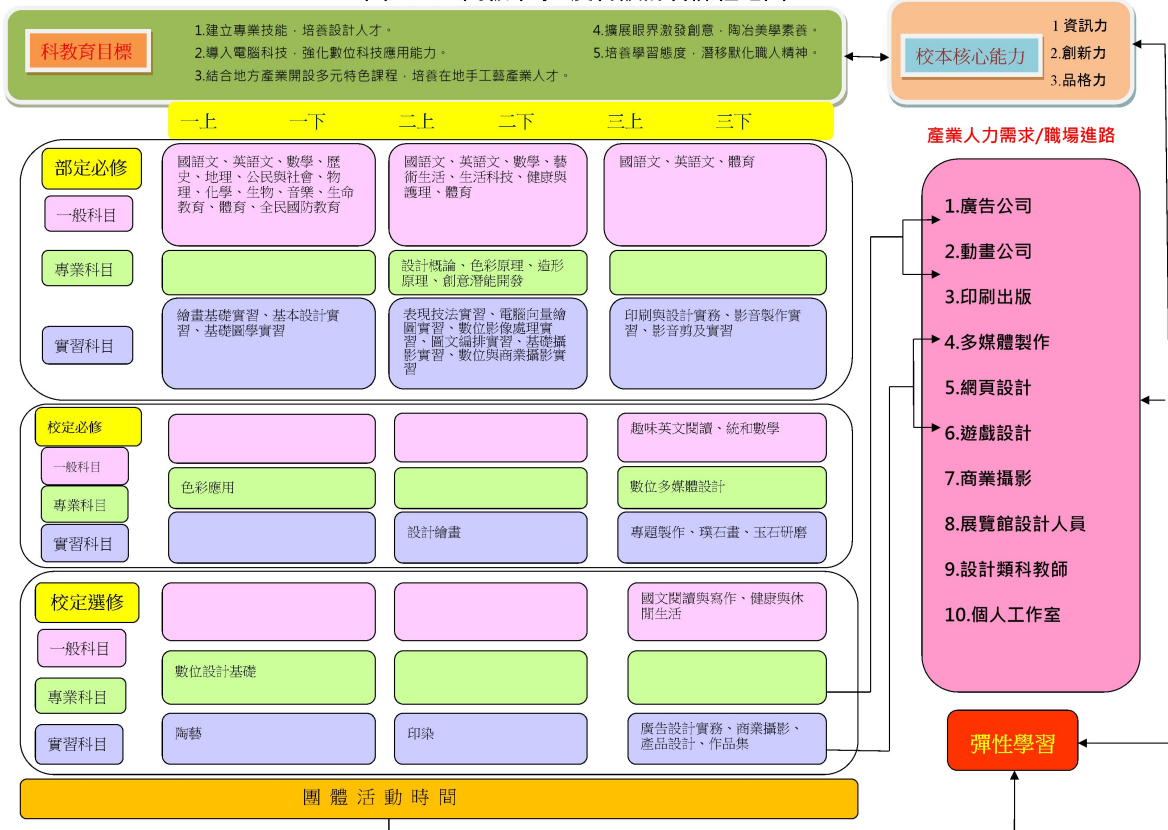 科教育目標
1.建立專業技能，培養設計人才。
2.導入電腦科技，強化數位科技應用能力。
3.結合地方產業開設多元特色課程，培養在地手工藝產業人才。
4.擴展眼界激發創意，陶冶美學素養。
5.培養學習態度，潛移默化職人精神。
校本核心能力
1 資訊力
2.創新力
3.品格力
一上
一下
二上
二下
三上
三下
部定必修
一般科目
國語文、英語文、數學、歷
史、地理、公民與社會、物
理、化學、生物、音樂、生命
教育、體育、全民國防教育
國語文、英語文、數學、藝
術生活、生活科技、健康與
護理、體育
國語文、英語文、體育
專業科目
設計概論、色彩原理、造形
原理、創意潛能開發
實習科目
繪畫基礎實習、基本設計實
習、基礎圖學實習
表現技法實習、電腦向量繪
圖實習、數位影像處理實
習、圖文編排實習、基礎攝
影實習、數位與商業攝影實
習
印刷與設計實務、影音製作實
習、影音剪及實習
校定必修
一般科目
趣味英文閱讀、統和數學
專業科目
色彩應用
數位多媒體設計
實習科目
設計繪畫
專題製作、璞石畫、玉石研磨
校定選修
一般科目
國文閱讀與寫作、健康與休
閒生活
專業科目
數位設計基礎
實習科目
陶藝
印染
廣告設計實務、商業攝影、
產品設計、作品集
團體活動時間
產業人力需求/職場進路
1.廣告公司
2.動畫公司
3.印刷出版
4.多媒體製作
5.網頁設計
6.遊戲設計
7.商業攝影
8.展覽館設計人員
9.設計類科教師
10.個人工作室
彈性學習